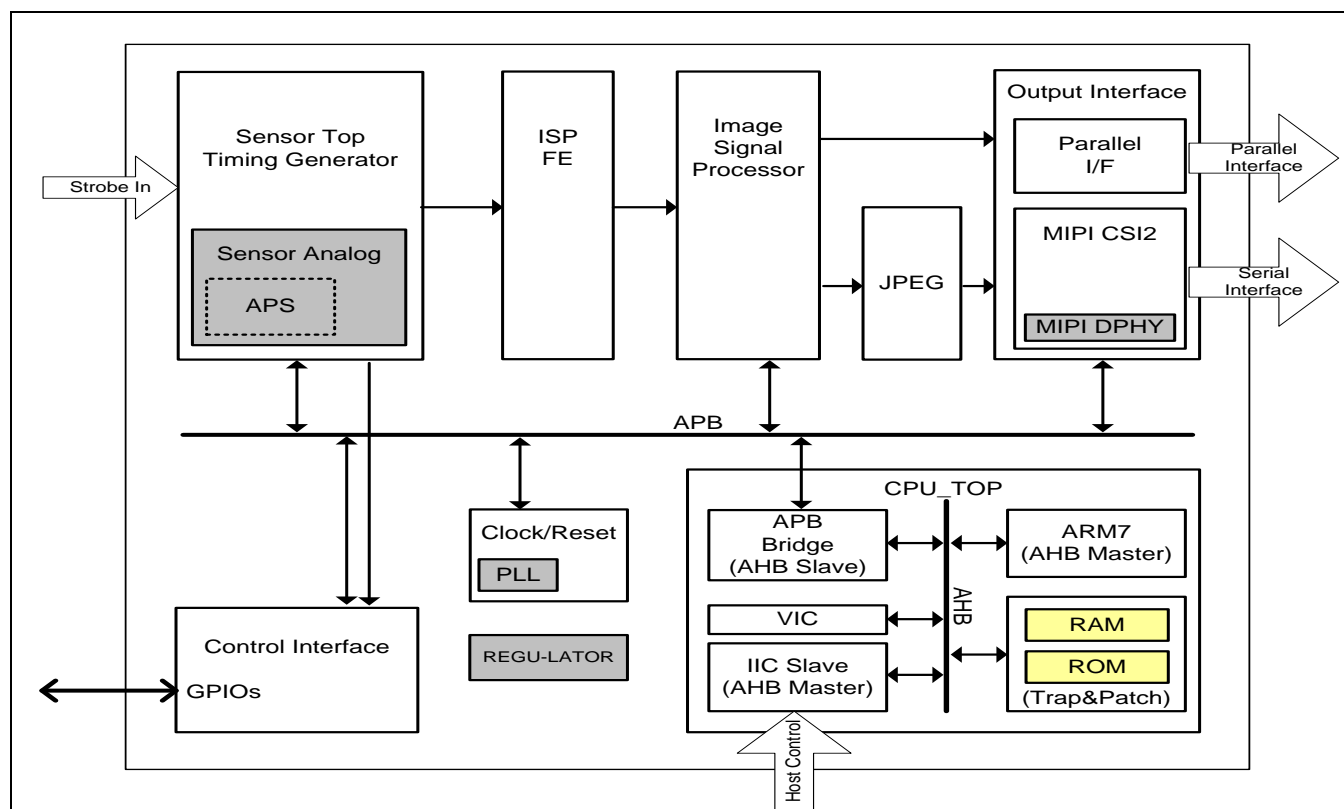 Strobe In
Sensor Top
Timing Generator
Sensor Analog
APS
ISP
FE
Image
Signal
Processor
JPEG
Output Interface
Parallel
I/F
MIPI CSI2
MIPI DPHY
Parallel
Interface
Serial
Interface
APB
Clock/Reset
PLL
REGU-LATOR
Control Interface
GPIOs
CPU_TOP
APB
Bridge
(AHB Slave)
VIC
IIC Slave
(AHB Master)
AHB
ARM7
(AHB Master)
RAM
ROM
(Trap&Patch)
Host Control